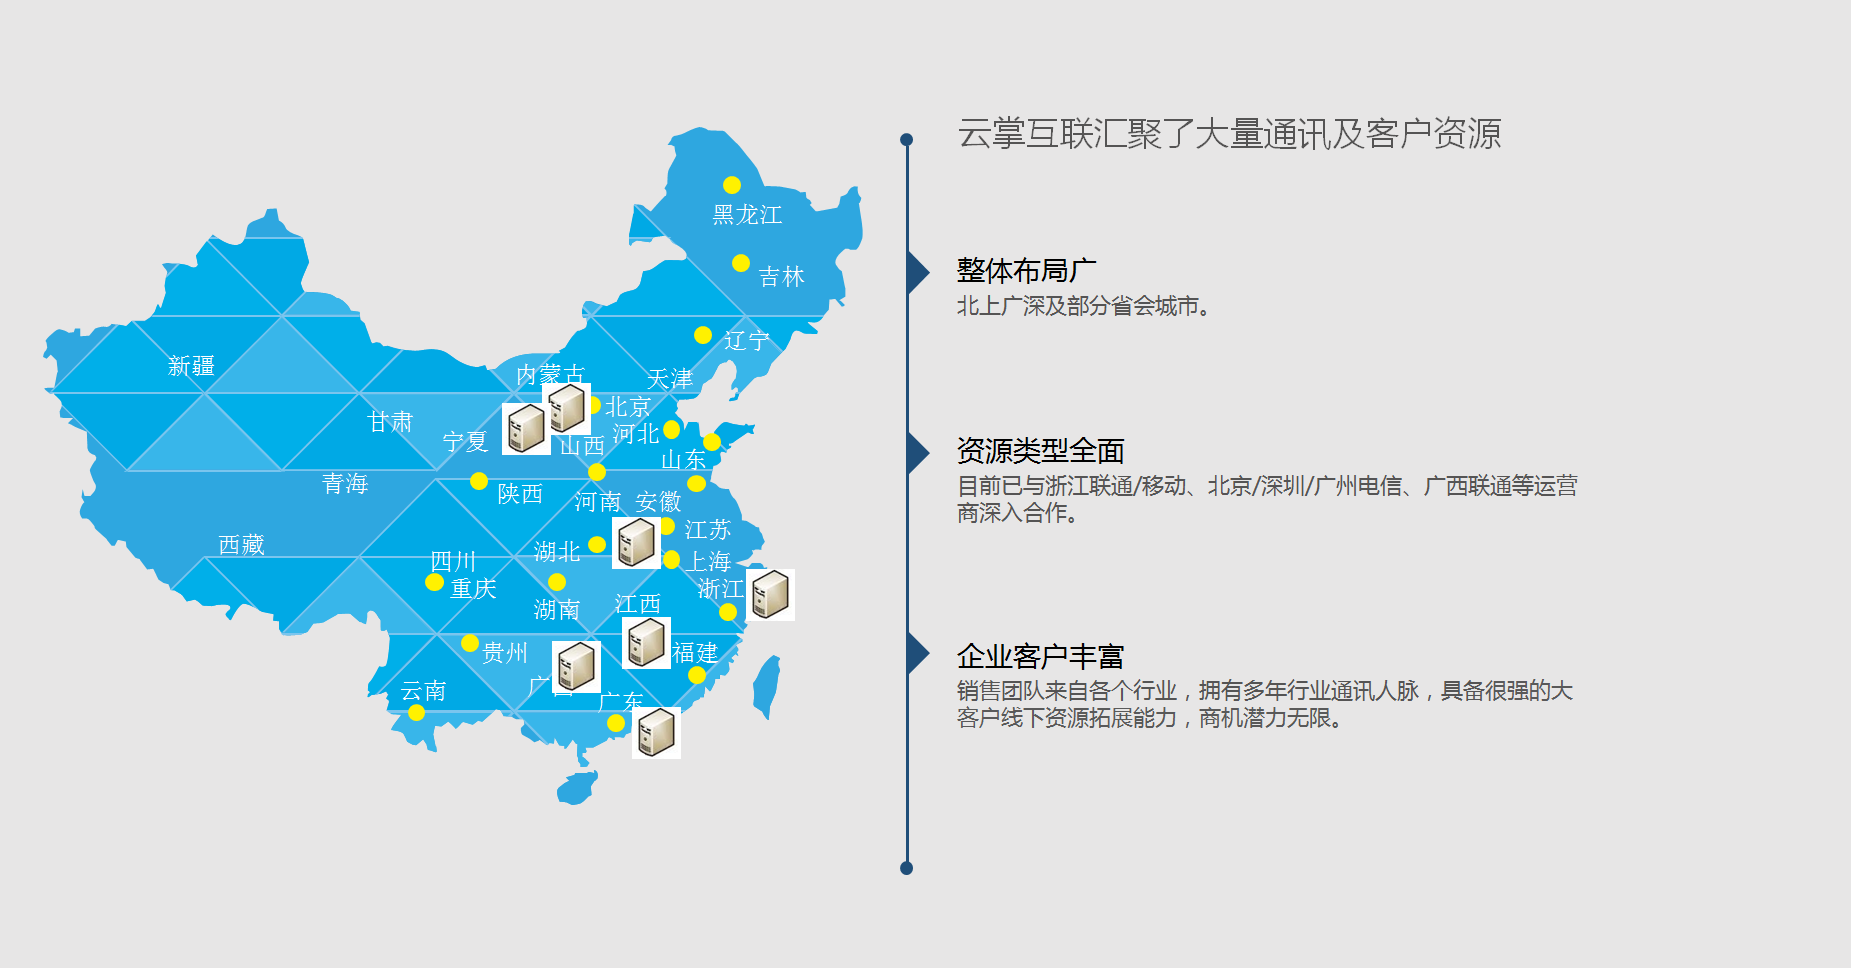 云掌互联汇聚了大量通讯及客户资源
整体布局广
北上广深及部分省会城市。
资源类型全面
目前已与浙江联通/移动、北京/深圳/广州电信、广西联通等运营
商深入合作。
企业客户丰富
销售团队来自各个行业，拥有多年行业通讯人脉，具备很强的大
客户线下资源拓展能力，商机潜力无限。
黑龙江
吉林
辽宁
新疆
内蒙古
天津
北京
甘肃
宁夏
山西
河北
山东
青海
陕西
河南
安徽
江苏
西藏
四川
湖北
上海
重庆
浙江
湖南
江西
贵州
福建
云南
广
广东